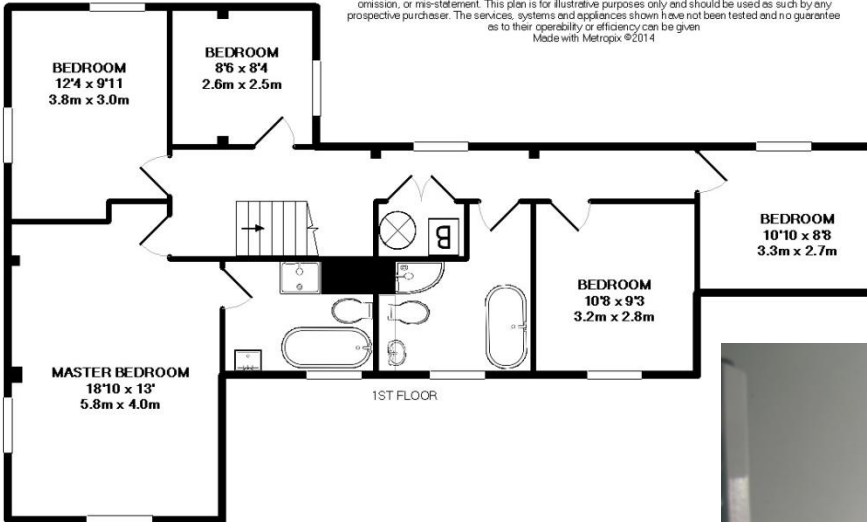 omission, or mis-statement. This plan is for illustrative purposes only and should be used as such by any
prospective purchaser. The services, systems and appliances shown have not been tested and no guarantee
as to their operability or efficiency can be given
Made with Metropix ©2014
BEDROOM
12'4 x 9'11
3.8m x 3.0m
BEDROOM
8'6 x 8'4
2.6m x 2.5m
B
BEDROOM
10'10 x 8'8
3.3m x 2.7m
BEDROOM
10'8 x 9'3
3.2m x 2.8m
MASTER BEDROOM
18'10 x 13'
5.8m x 4.0m
1ST FLOOR